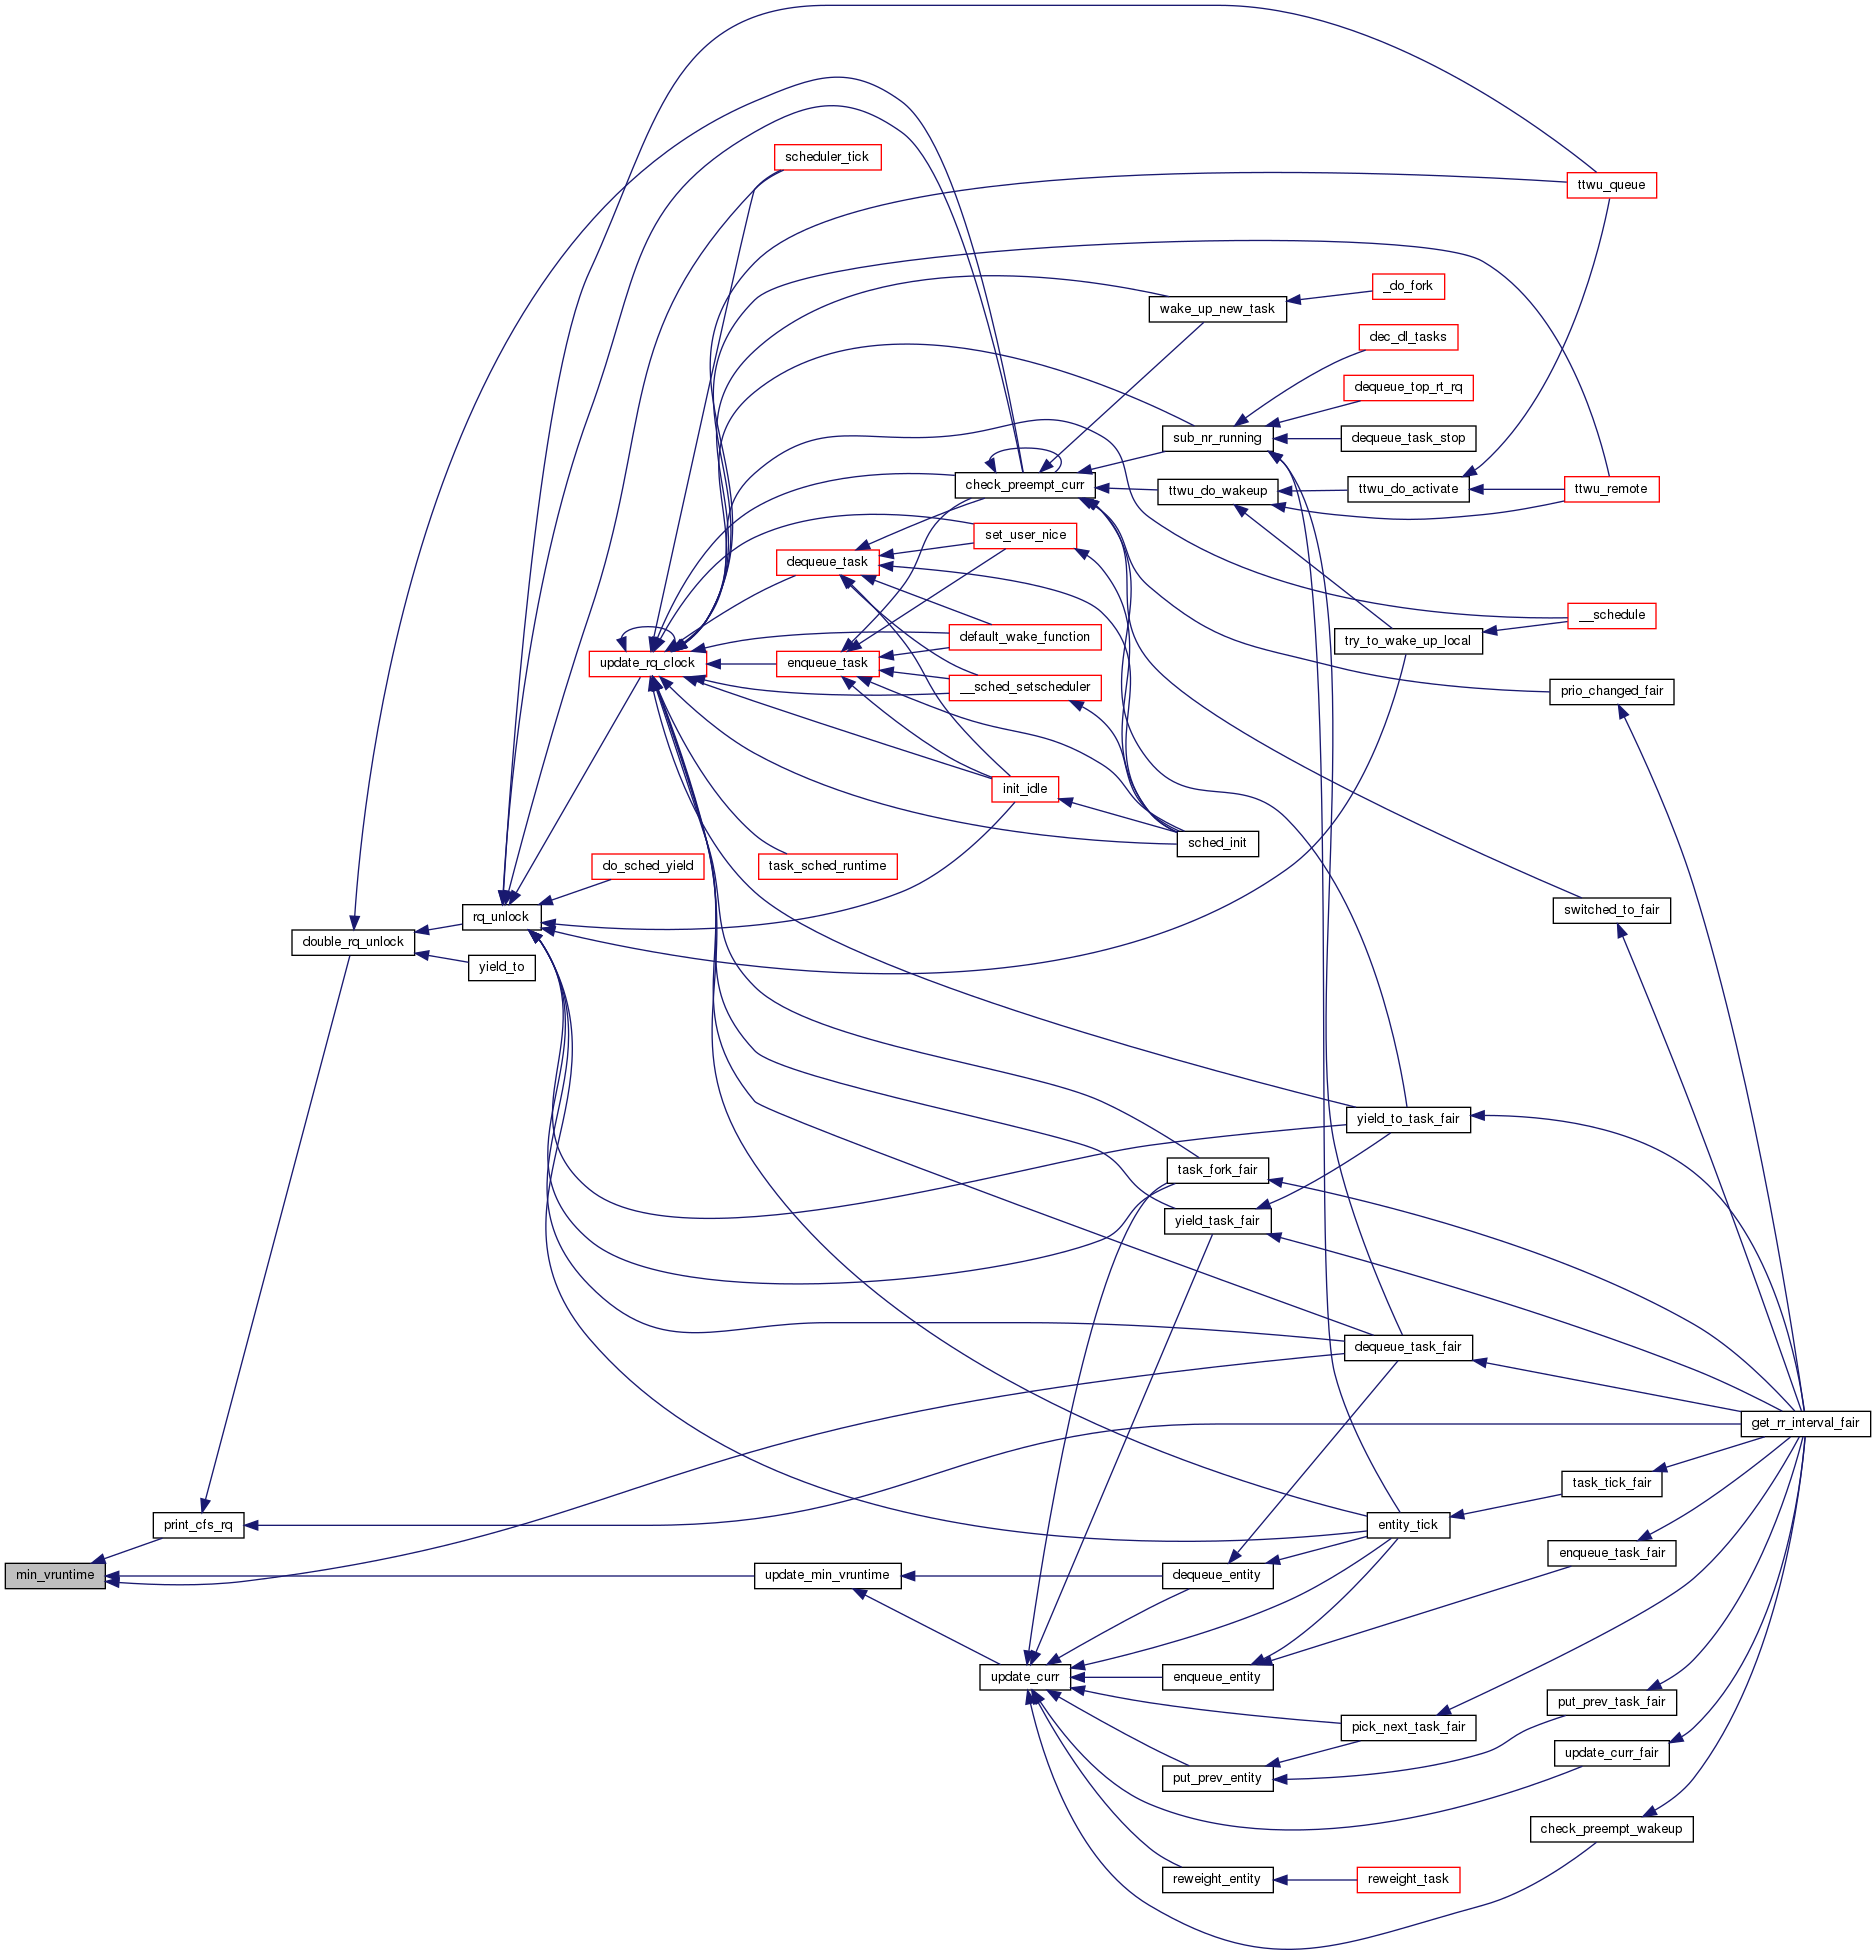 scheduler_tick
ttwu_queue
_do_fork
wake_up_new_task
dec_dl_tasks
dequeue_top_rt_rq
sub_nr_running
dequeue_task_stop
check_preempt_curr
ttwu_do_wakeup
ttwu_do_activate
ttwu_remote
set_user_nice
dequeue_task
__schedule
default_wake_function
try_to_wake_up_local
update_rq_clock
enqueue_task
__sched_setscheduler
prio_changed_fair
init_idle
sched_init
do_sched_yield
task_sched_runtime
rq_unlock
switched_to_fair
double_rq_unlock
yield_to
yield_to_task_fair
task_fork_fair
yield_task_fair
dequeue_task_fair
get_rr_interval_fair
task_tick_fair
print_cfs_rq
entity_tick
enqueue_task_fair
min_vruntime
update_min_vruntime
dequeue_entity
update_curr
enqueue_entity
put_prev_task_fair
pick_next_task_fair
update_curr_fair
put_prev_entity
check_preempt_wakeup
reweight_entity
reweight_task